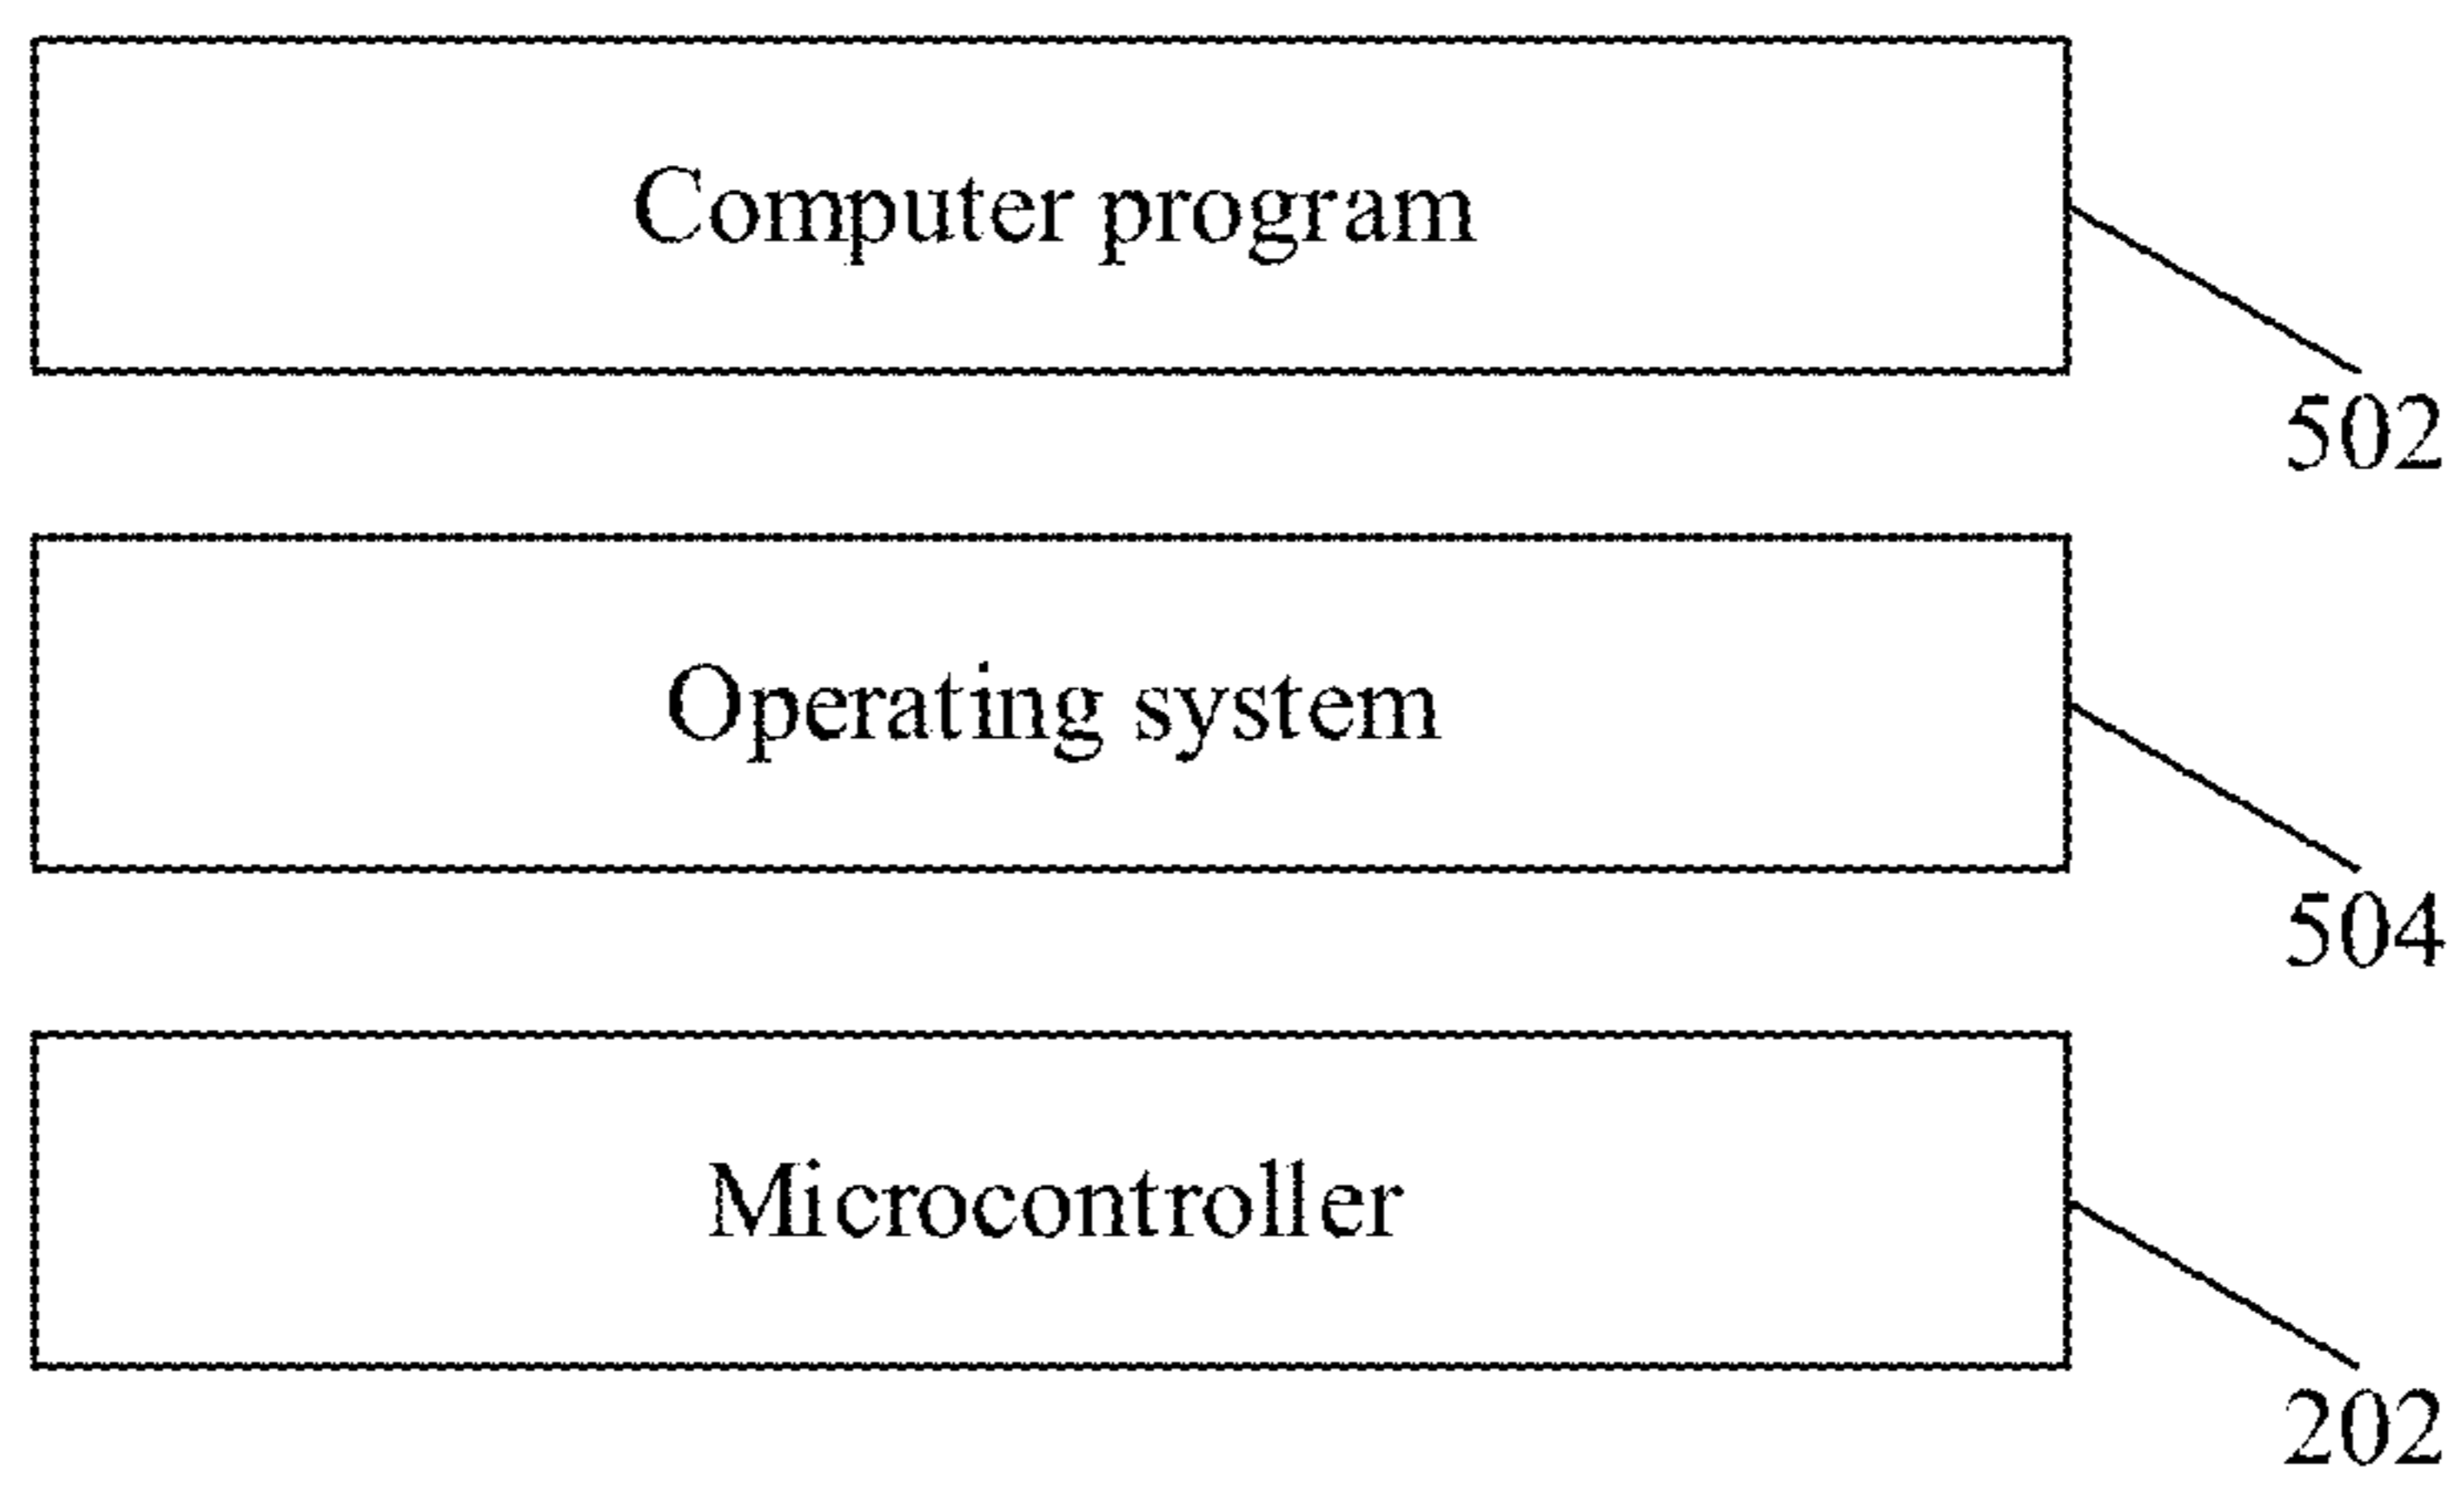 Computer program
502
Operating system
504
Microcontroller
202